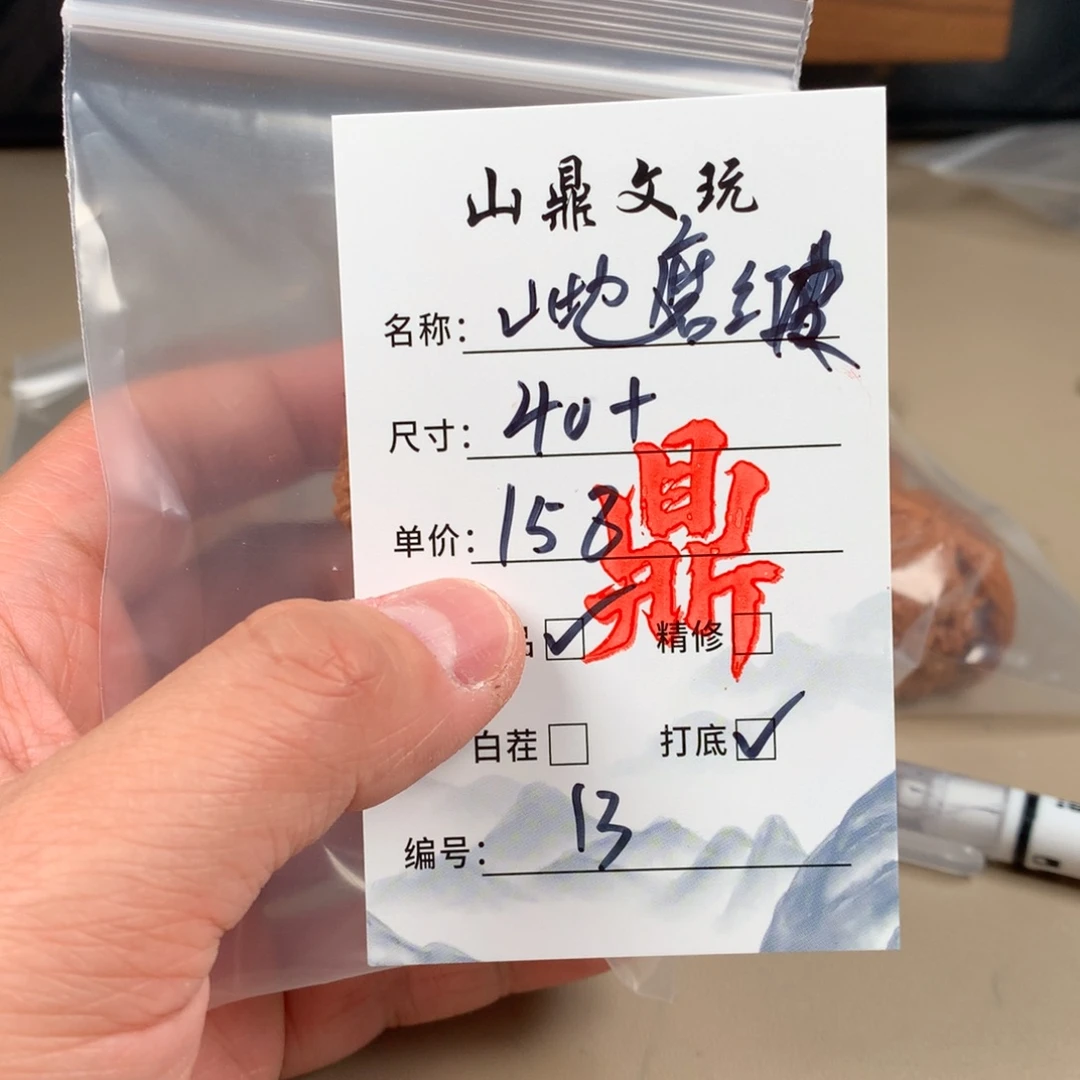 山鼎文玩
名称：
尺寸：40+
单价：158
鼎
品☑ 精修☐
白茬☐ 打底☑
编号：13